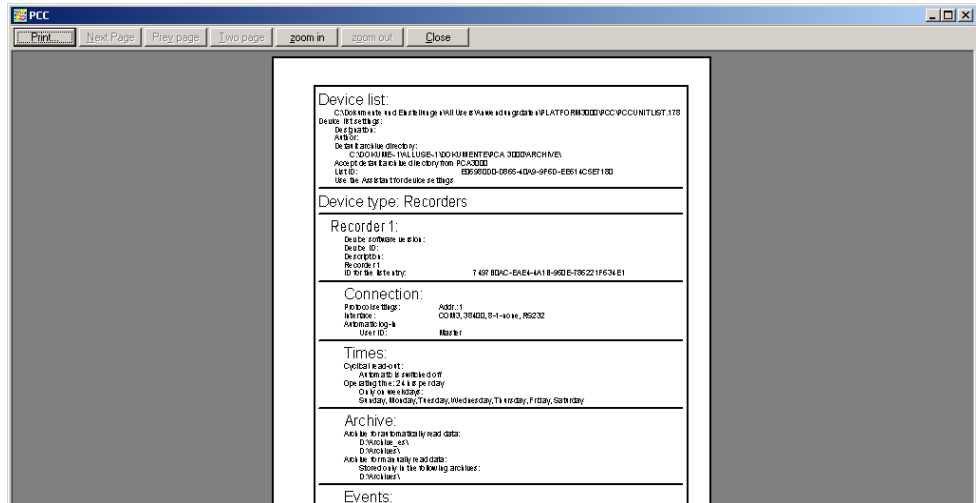 PCC
Print... Next Page Prev page Two page zoom in zoom out Close
Device list:
C:\Dokumente und Einstellungen\All Users\Anwendungsdaten\PLATFORM3000\PCC\PCCUNITLIST.178
Device list settings:
Designation:
Author:
Default archive directory:
C:\DOKUME~1\ALLUSE~1\DOKUMENTE\PCA 3000\ARCHIVE\
Accept default archive directory from PCA3000
List ID: E0698DDD-D865-4DA9-9F6D-EE614C5E7180
Use the Assistant for device settings
Device type: Recorders
Recorder 1:
Device software version:
Device ID:
Description:
Recorder 1
ID for the list entry:
Connection:
Protocol settings: Addr.:1
Interface: COM3, 38400, 8-1-none, RS232
Automatic log-in
User ID: Master
Times:
Cyclical read-out:
Automatic is switched off
Operating time: 24 hrs per day
Only on weekdays:
Sunday, Monday, Tuesday, Wednesday, Thursday, Friday, Saturday
Archive:
Archive for automatically read data:
D:\Archive_es\
D:\Archives\
Archive for manually read data:
Stored only in the following archives:
D:\Archives\
Events: